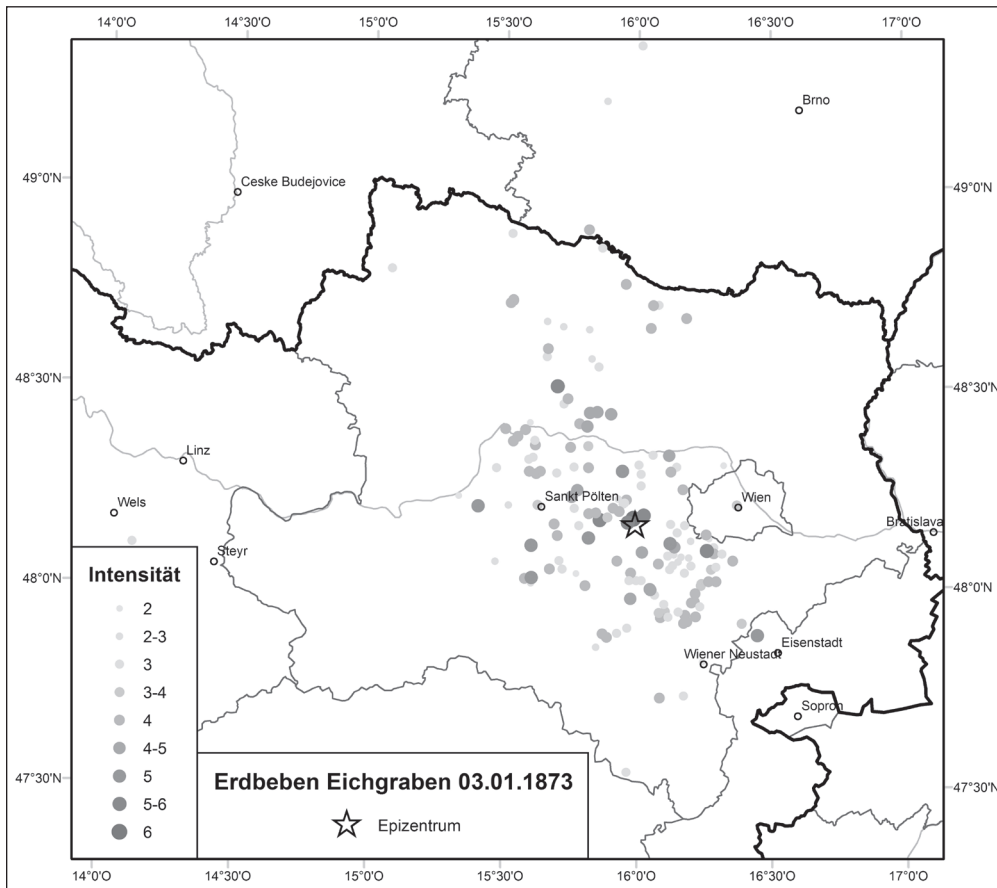 14°0'O 14°30'O 15°0'O 15°30'O 16°0'O 16°30'O 17°0'O
Brno
49°0'N 49°0'N
Ceske Budejovice
48°30'N 48°30'N
Linz
Wels
Sankt Pölten
Wien
Bratislava
Steyr
48°0'N 48°0'N
Eisenstadt
Wiener Neustadt
Sopron
47°30'N 47°30'N
Intensität
2
2-3
3
3-4
4
4-5
5
5-6
6
Erdbeben Eichgraben 03.01.1873
Epizentrum
14°0'O 14°30'O 15°0'O 15°30'O 16°0'O 16°30'O 17°0'O